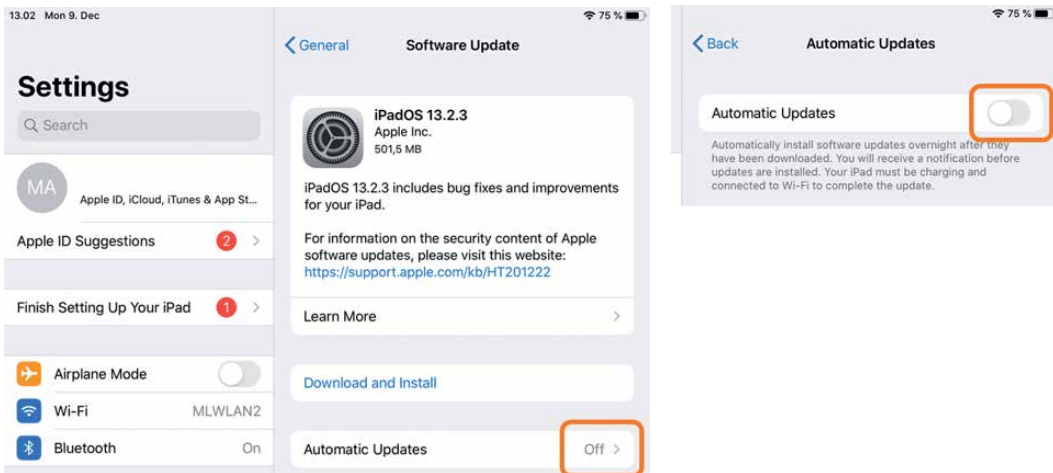 13.02 Mon 9. Dec
75 %
Settings
Search
MA
Apple ID, iCloud, iTunes & App St...
Apple ID Suggestions
2
Finish Setting Up Your iPad
1
Airplane Mode
Wi-Fi
MLWLAN2
Bluetooth
On
General
Software Update
iPadOS 13.2.3
Apple Inc.
501,5 MB
iPadOS 13.2.3 includes bug fixes and improvements
for your iPad.
For information on the security content of Apple
software updates, please visit this website:
https://support.apple.com/kb/HT201222
Learn More
Download and Install
Automatic Updates
Off
75 %
Back
Automatic Updates
Automatic Updates
Automatically install software updates overnight after they
have been downloaded. You will receive a notification before
updates are installed. Your iPad must be charging and
connected to Wi-Fi to complete the update.